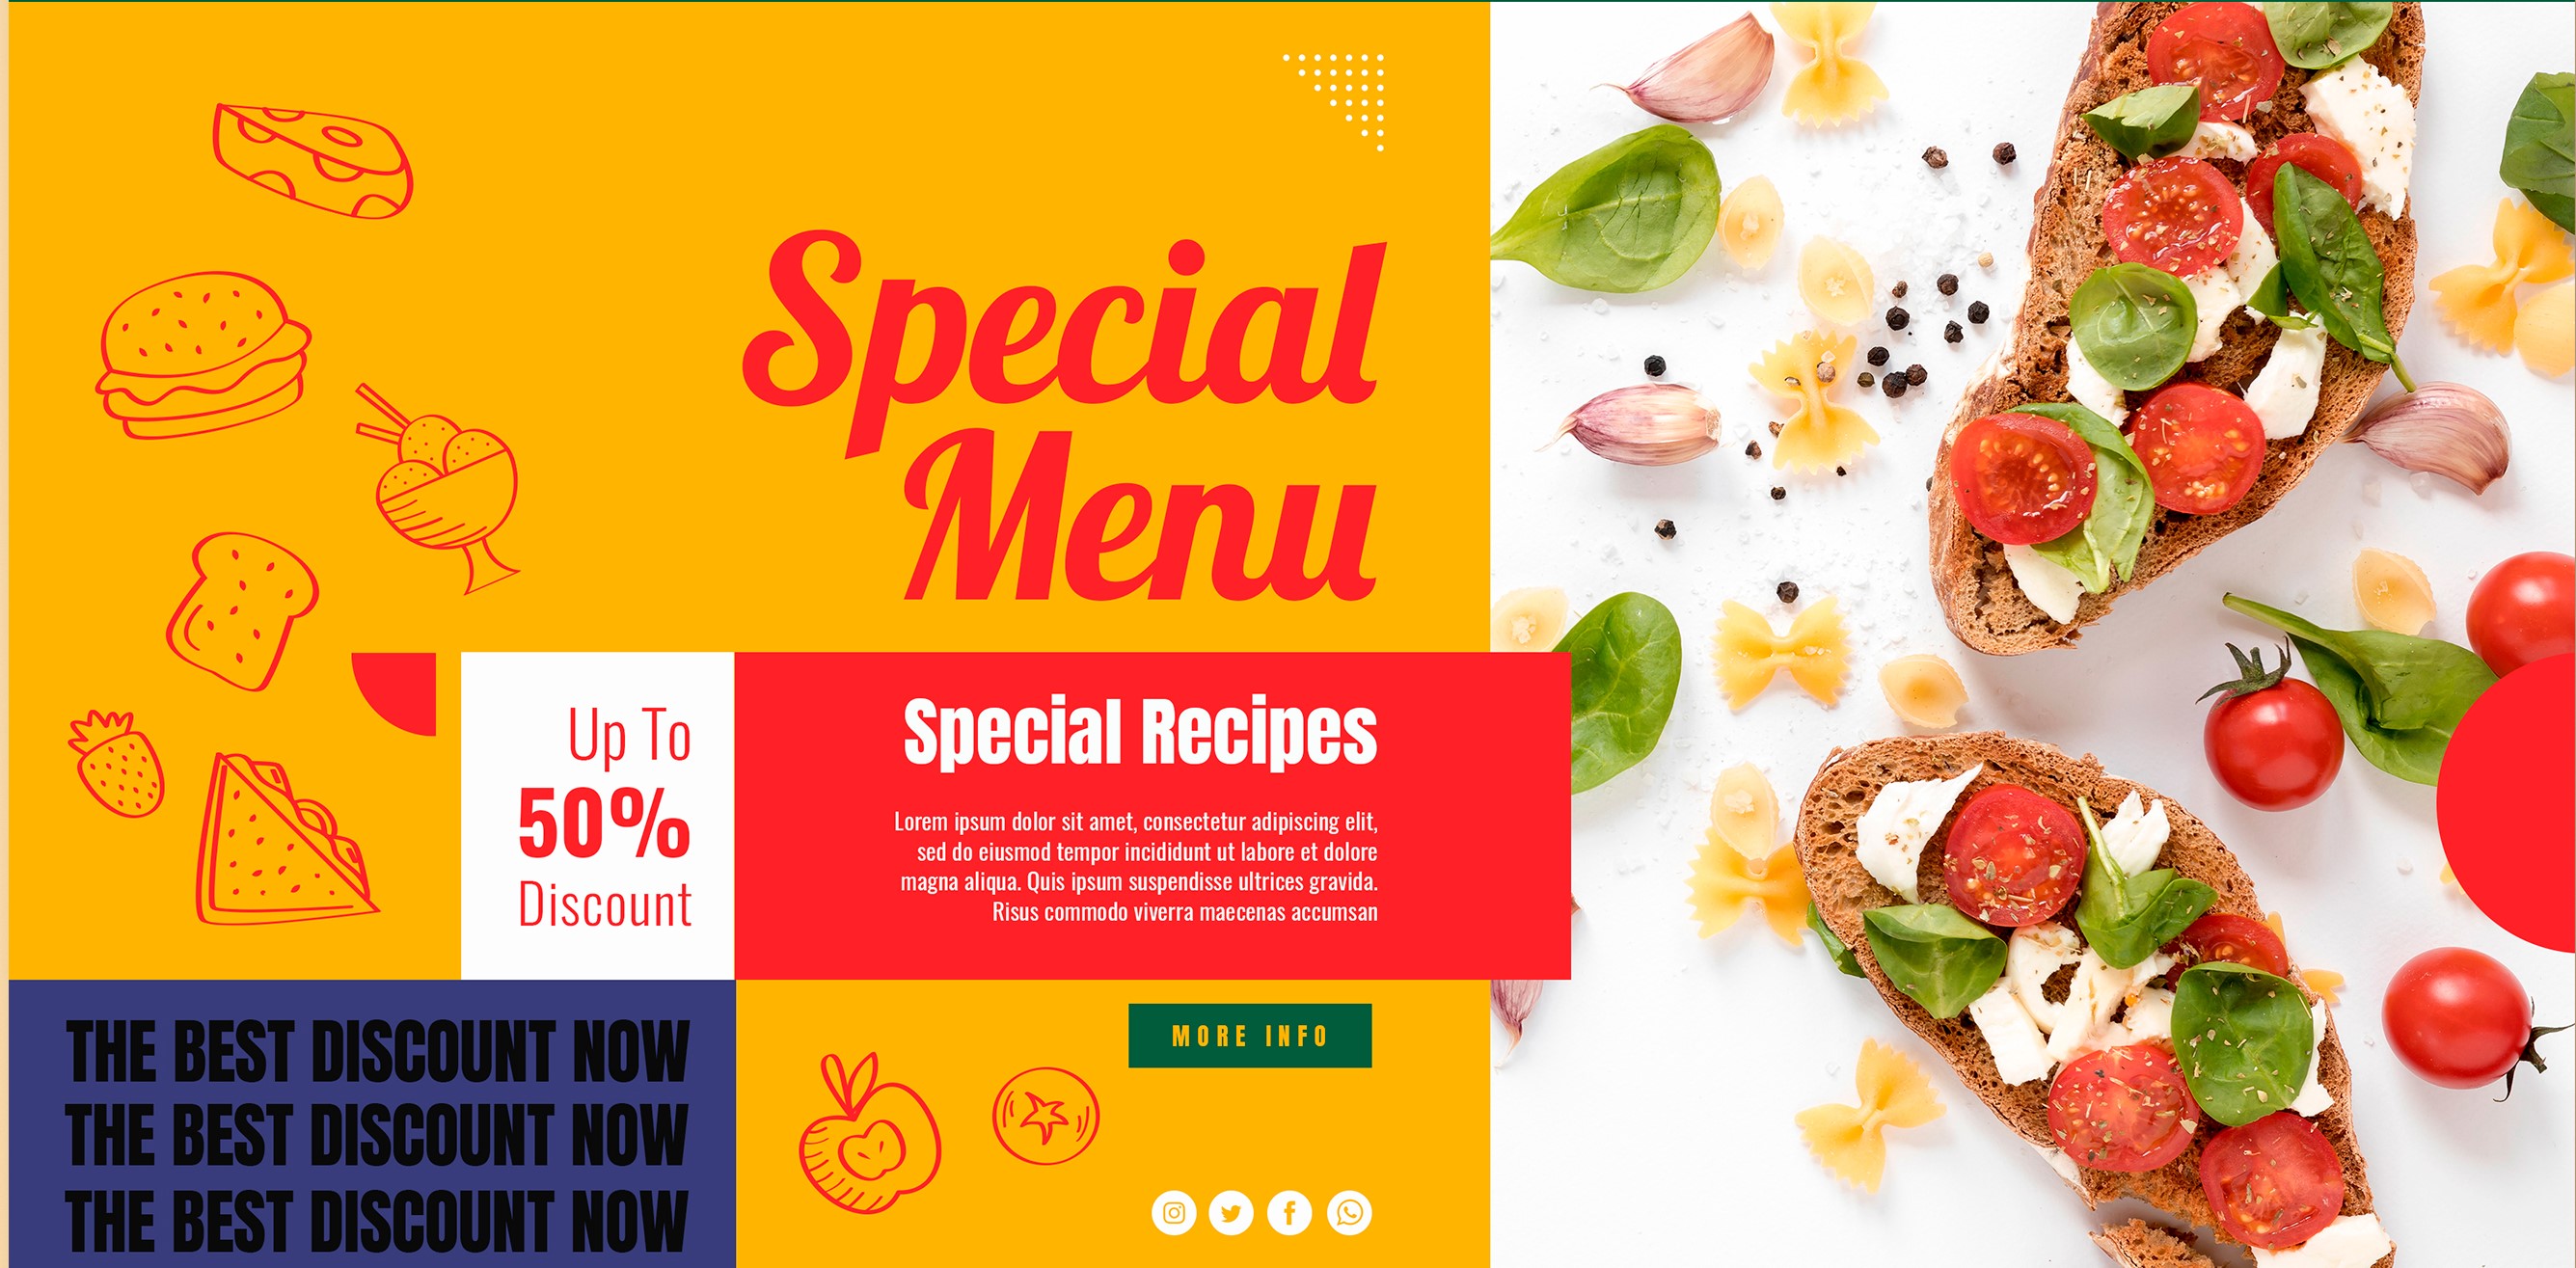 Special
Menu
Up To
50%
Discount
Special Recipes
Lorem ipsum dolor sit amet, consectetur adipiscing elit,
sed do eiusmod tempor incididunt ut labore et dolore
magna aliqua. Quis ipsum suspendisse ultrices gravida.
Risus commodo viverra maecenas accumsan
THE BEST DISCOUNT NOW
THE BEST DISCOUNT NOW
THE BEST DISCOUNT NOW
MORE INFO